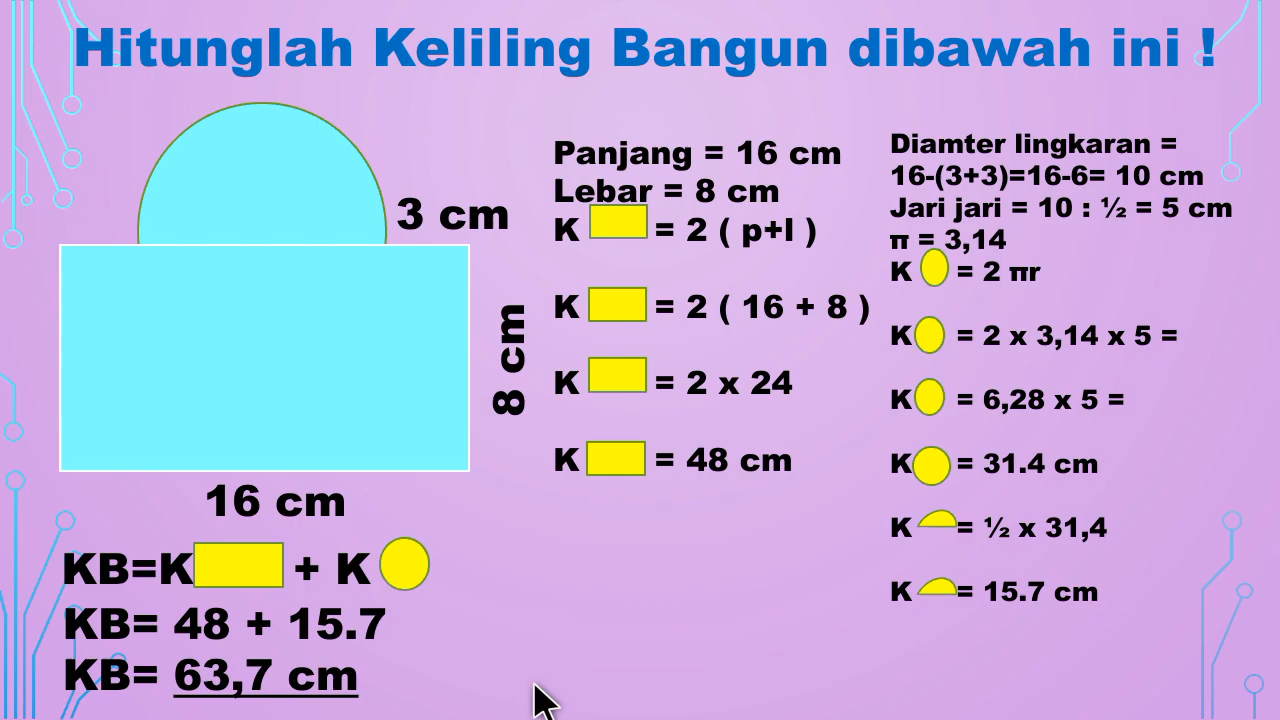 Hitunglah Keliling Bangun dibawah ini !
3 cm
8 cm
16 cm
KB=K + K
KB= 48 + 15.7
KB= 63,7 cm
Panjang = 16 cm
Lebar = 8 cm
K = 2 ( p+l )
K = 2 ( 16 + 8 )
K = 2 x 24
K = 48 cm
Diamter lingkaran =
16-(3+3)=16-6= 10 cm
Jari jari = 10 : ½ = 5 cm
π = 3,14
K = 2 πr
K = 2 x 3,14 x 5 =
K = 6,28 x 5 =
K = 31.4 cm
K = ½ x 31,4
K = 15.7 cm